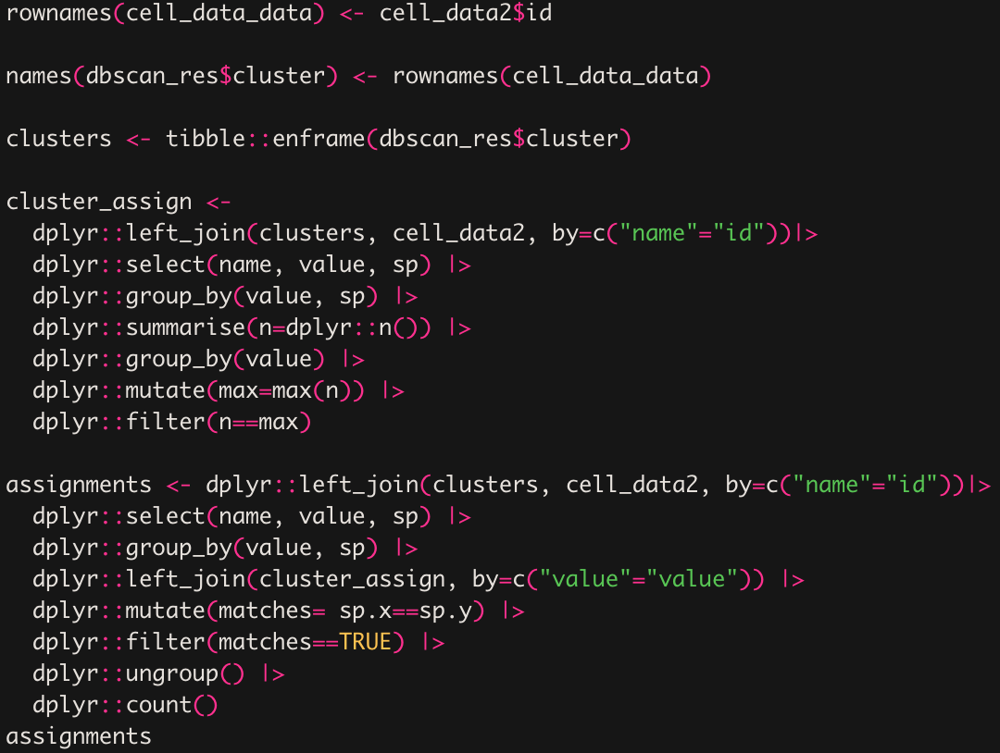 rownames(cell_data_data) <- cell_data2$id
names(dbscan_res$cluster) <- rownames(cell_data_data)
clusters <- tibble::enframe(dbscan_res$cluster)
cluster_assign <-
  dplyr::left_join(clusters, cell_data2, by=c("name"="id"))|>
  dplyr::select(name, value, sp) |>
  dplyr::group_by(value, sp) |>
  dplyr::summarise(n=dplyr::n()) |>
  dplyr::group_by(value) |>
  dplyr::mutate(max=max(n)) |>
  dplyr::filter(n==max)
assignments <- dplyr::left_join(clusters, cell_data2, by=c("name"="id"))|>
  dplyr::select(name, value, sp) |>
  dplyr::group_by(value, sp) |>
  dplyr::left_join(cluster_assign, by=c("value"="value")) |>
  dplyr::mutate(matches= sp.x==sp.y) |>
  dplyr::filter(matches==TRUE) |>
  dplyr::ungroup() |>
  dplyr::count()
assignments